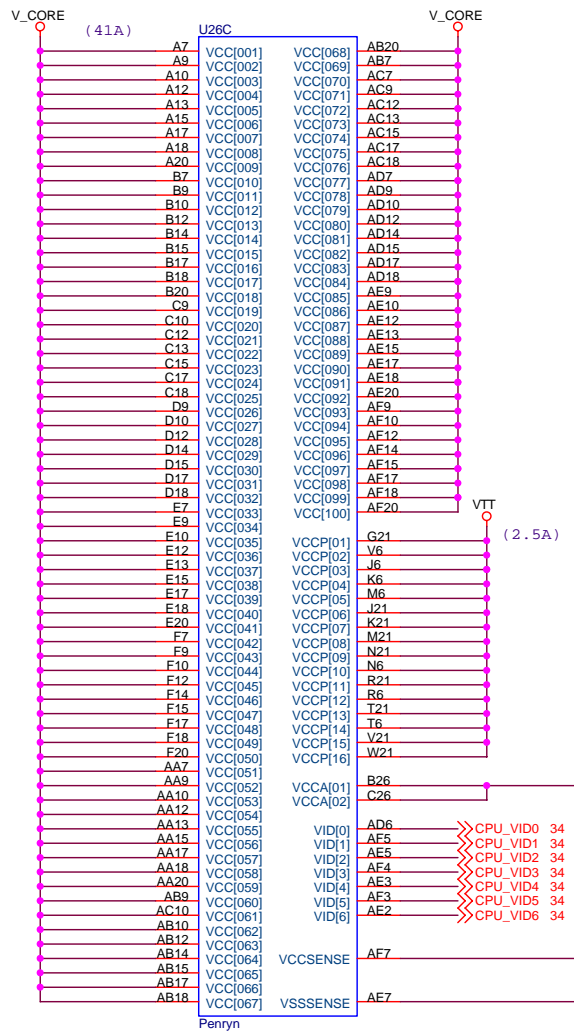 V_CORE (41A) U26C V_CORE
A7 VCC[001] VCC[068] AB20
A9 VCC[002] VCC[069] AB7
A10 VCC[003] VCC[070] AC7
A12 VCC[004] VCC[071] AC9
A13 VCC[005] VCC[072] AC12
A15 VCC[006] VCC[073] AC13
A17 VCC[007] VCC[074] AC15
A18 VCC[008] VCC[075] AC17
A20 VCC[009] VCC[076] AC18
B7 VCC[010] VCC[077] AD7
B9 VCC[011] VCC[078] AD9
B10 VCC[012] VCC[079] AD10
B12 VCC[013] VCC[080] AD12
B14 VCC[014] VCC[081] AD14
B15 VCC[015] VCC[082] AD15
B17 VCC[016] VCC[083] AD17
B18 VCC[017] VCC[084] AD18
B20 VCC[018] VCC[085] AE9
C9 VCC[019] VCC[086] AE10
C10 VCC[020] VCC[087] AE12
C12 VCC[021] VCC[088] AE13
C13 VCC[022] VCC[089] AE15
C15 VCC[023] VCC[090] AE17
C17 VCC[024] VCC[091] AE18
C18 VCC[025] VCC[092] AE20
D9 VCC[026] VCC[093] AF9
D10 VCC[027] VCC[094] AF10
D12 VCC[028] VCC[095] AF12
D14 VCC[029] VCC[096] AF14
D15 VCC[030] VCC[097] AF15
D17 VCC[031] VCC[098] AF17
D18 VCC[032] VCC[099] AF18
E7 VCC[033] VCC[100] AF20
VTT
E9 VCC[034] (2.5A)
E10 VCC[035] VCCP[01] G21
E12 VCC[036] VCCP[02] V6
E13 VCC[037] VCCP[03] J6
E15 VCC[038] VCCP[04] K6
E17 VCC[039] VCCP[05] M6
E18 VCC[040] VCCP[06] J21
E20 VCC[041] VCCP[07] K21
F7 VCC[042] VCCP[08] M21
F9 VCC[043] VCCP[09] N21
F10 VCC[044] VCCP[10] N6
F12 VCC[045] VCCP[11] R21
F14 VCC[046] VCCP[12] R6
F15 VCC[047] VCCP[13] T21
F17 VCC[048] VCCP[14] T6
F18 VCC[049] VCCP[15] V21
F20 VCC[050] VCCP[16] W21
AA7 VCC[051]
AA9 VCC[052] VCCA[01] B26
AA10 VCC[053] VCCA[02] C26
AA12 VCC[054]
AA13 VCC[055] VID[0] AD6 CPU_VID0 34
AA15 VCC[056] VID[1] AF5 CPU_VID1 34
AA17 VCC[057] VID[2] AE5 CPU_VID2 34
AA18 VCC[058] VID[3] AF4 CPU_VID3 34
AA20 VCC[059] VID[4] AE3 CPU_VID4 34
AB9 VCC[060] VID[5] AF3 CPU_VID5 34
AC10 VCC[061] VID[6] AE2 CPU_VID6 34
AB10 VCC[062]
AB12 VCC[063]
AB14 VCC[064] VCCSENSE AF7
AB15 VCC[065]
AB17 VCC[066]
AB18 VCC[067] VSSSENSE AE7
Penryn